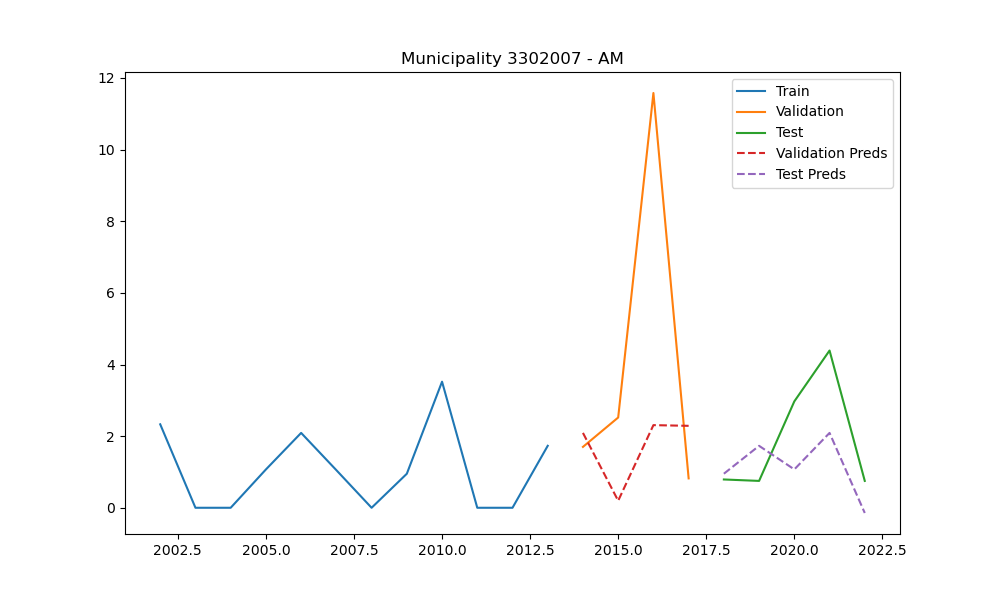 Municipality 3302007 - AM
12
10
8
6
4
2
0
Train
Validation
Test
Validation Preds
Test Preds
2002.5 2005.0 2007.5 2010.0 2012.5 2015.0 2017.5 2020.0 2022.5